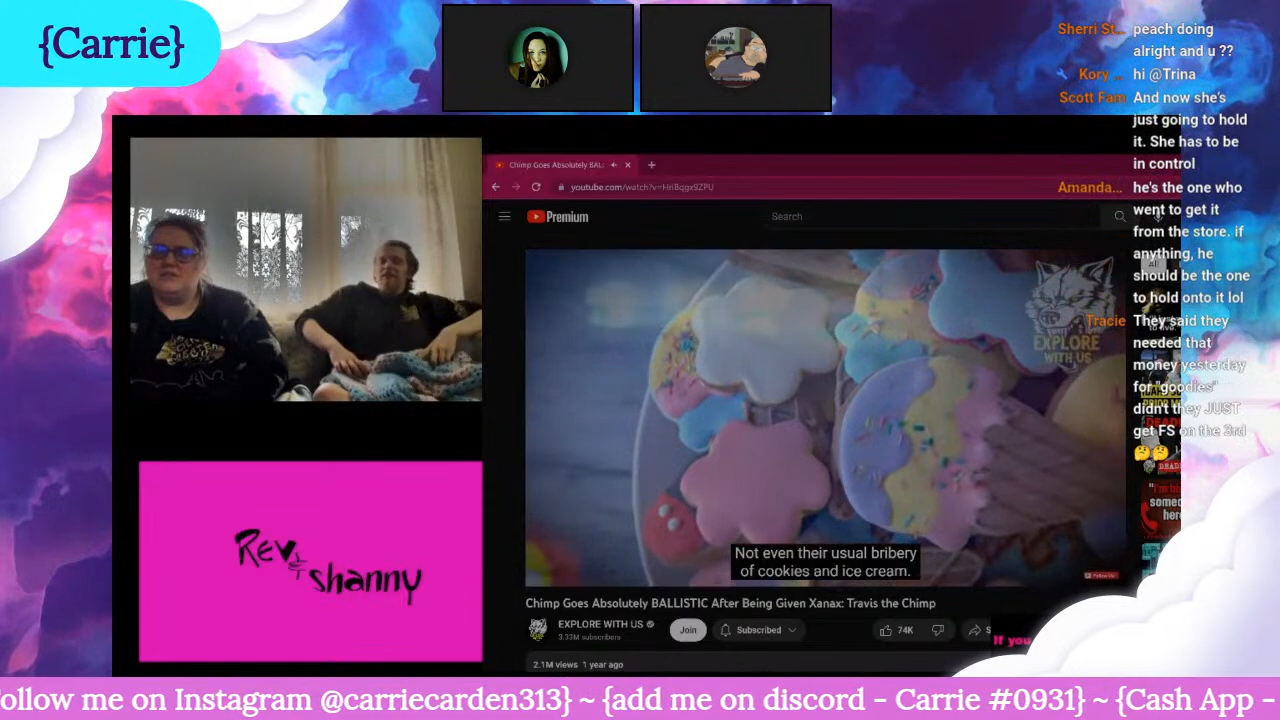 {Carrie}
Sherri St... peach doing
alright and u ??
Kory ... hi @Trina
Scott Fam And now she's
just going to hold
it. She has to be
in control
Amanda... he's the one who
went to get it
from the store. if
anything, he
should be the one
to hold onto it lol
Tracie They said they
needed that
money yesterday
for "goodies"
didn't they JUST
get FS on the 3rd
🤔🤔
Chimp Goes Absolutely BAL
youtube.com/watch?v=HrI8qgx9ZPU
Premium
Search
EXPLORE
WITH US
Not even their usual bribery
of cookies and ice cream.
Follow Us
Chimp Goes Absolutely BALLISTIC After Being Given Xanax: Travis the Chimp
EXPLORE WITH US
3.33M subscribers
Join
Subscribed
74K
S
2.1M views 1 year ago
If you
Rev
& shanny
ollow me on Instagram @carriecarden313} ~ {add me on discord - Carrie #0931} ~ {Cash App -